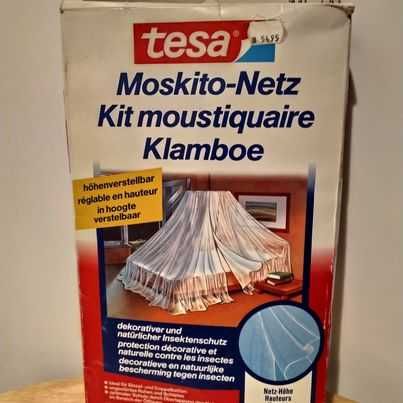 tesa
Moskito-Netz
Kit moustiquaire
Klamboe
höhenverstellbar
réglable en hauteur
in hoogte
verstelbaar
dekorativer und
natürlicher Insektenschutz
protection décorative et
naturelle contre les insectes
decoratieve en natuurlijke
bescherming tegen insecten
Netz-Höhe
Hauteurs